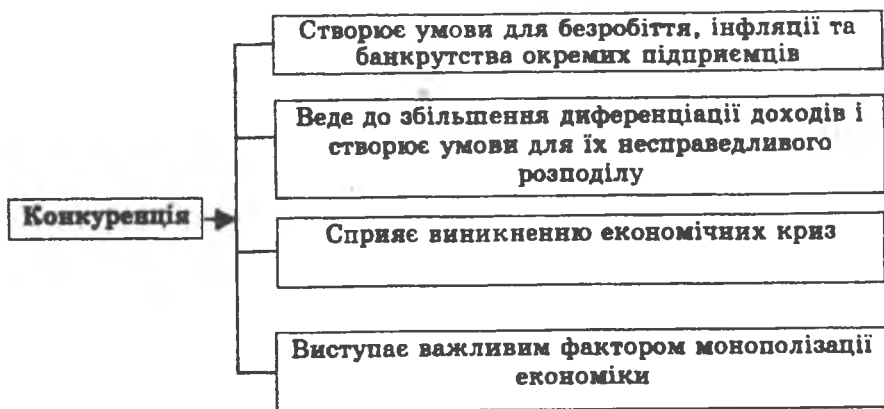 Створює умови для безробіття, інфляції та
банкрутства окремих підприємців
Веде до збільшення диференціації доходів і
створює умови для їх несправедливого
розподілу
Конкуренція
Сприяє виникненню економічних криз
Виступає важливим фактором монополізації
економіки